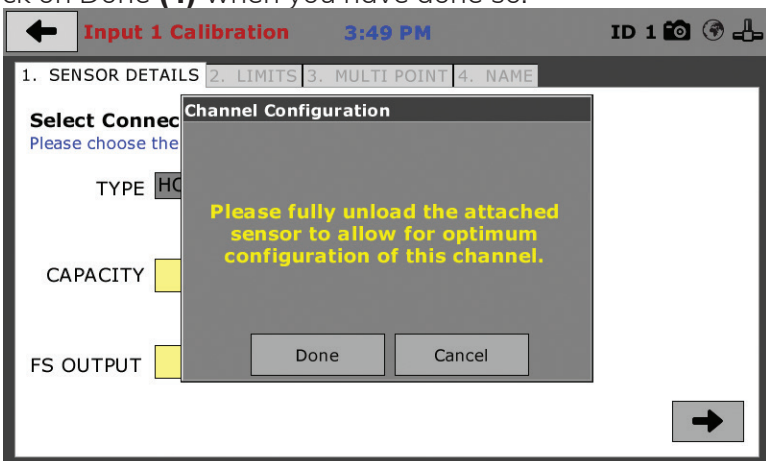 ck on Done (4) when you have done so.
Input 1 Calibration 3:49 PM ID 1
1. SENSOR DETAILS 2. LIMITS 3. MULTI POINT 4. NAME
Select Connec
Channel Configuration
Please choose the
TYPE HO
Please fully unload the attached
sensor to allow for optimum
configuration of this channel.
CAPACITY
FS OUTPUT
Done Cancel